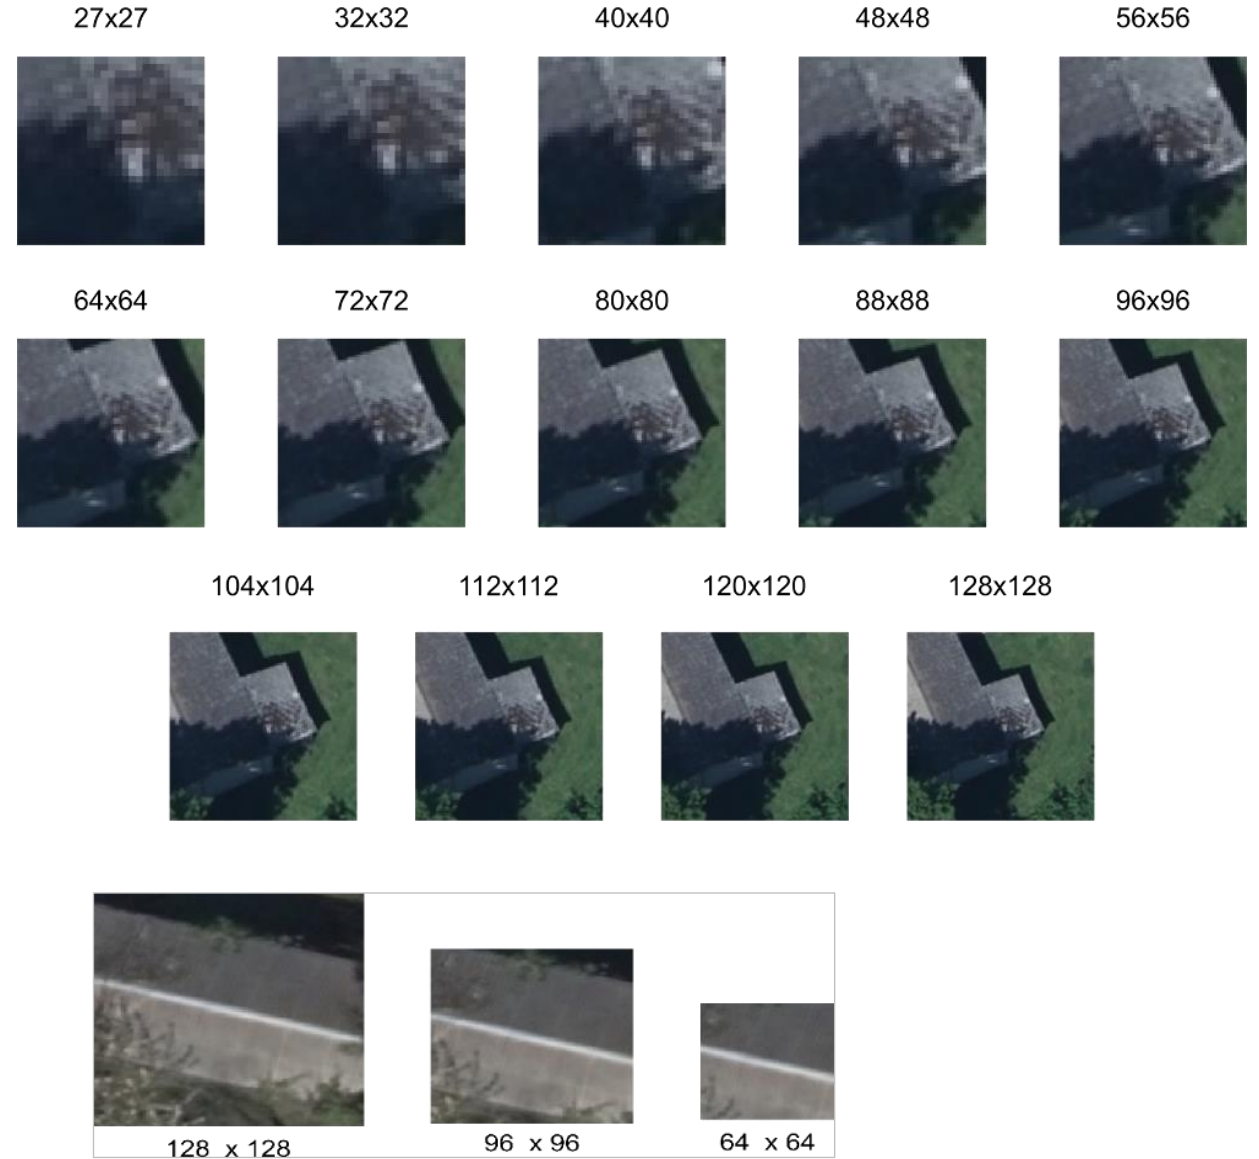 27x27 32x32 40x40 48x48 56x56
64x64 72x72 80x80 88x88 96x96
104x104 112x112 120x120 128x128
128 x 128 96 x 96 64 x 64